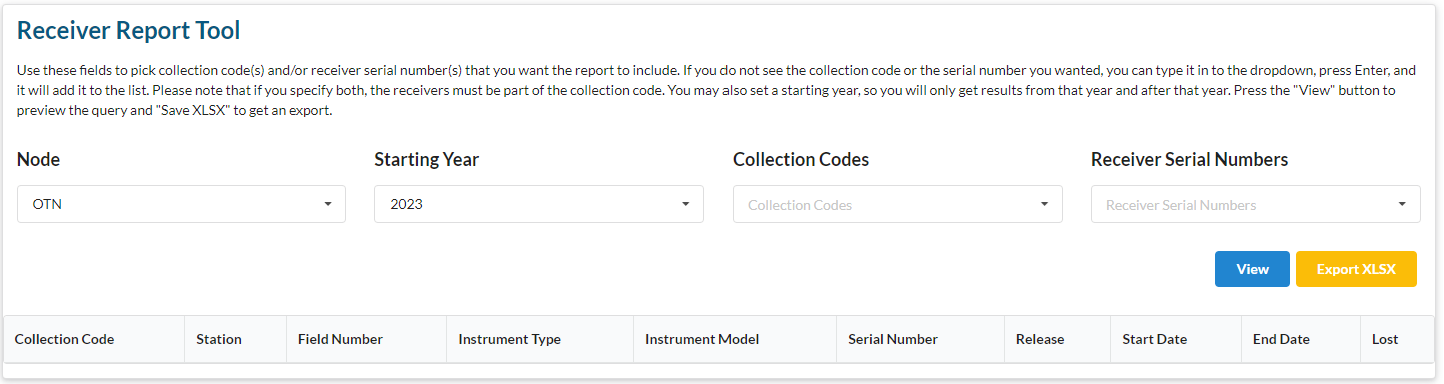 Receiver Report Tool
Use these fields to pick collection code(s) and/or receiver serial number(s) that you want the report to include. If you do not see the collection code or the serial number you wanted, you can type it in to the dropdown, press Enter, and
it will add it to the list. Please note that if you specify both, the receivers must be part of the collection code. You may also set a starting year, so you will only get results from that year and after that year. Press the "View" button to
preview the query and "Save XLSX" to get an export.
Node Starting Year Collection Codes Receiver Serial Numbers
OTN 2023 Collection Codes Receiver Serial Numbers
View Export XLSX
Collection Code Station Field Number Instrument Type Instrument Model Serial Number Release Start Date End Date Lost